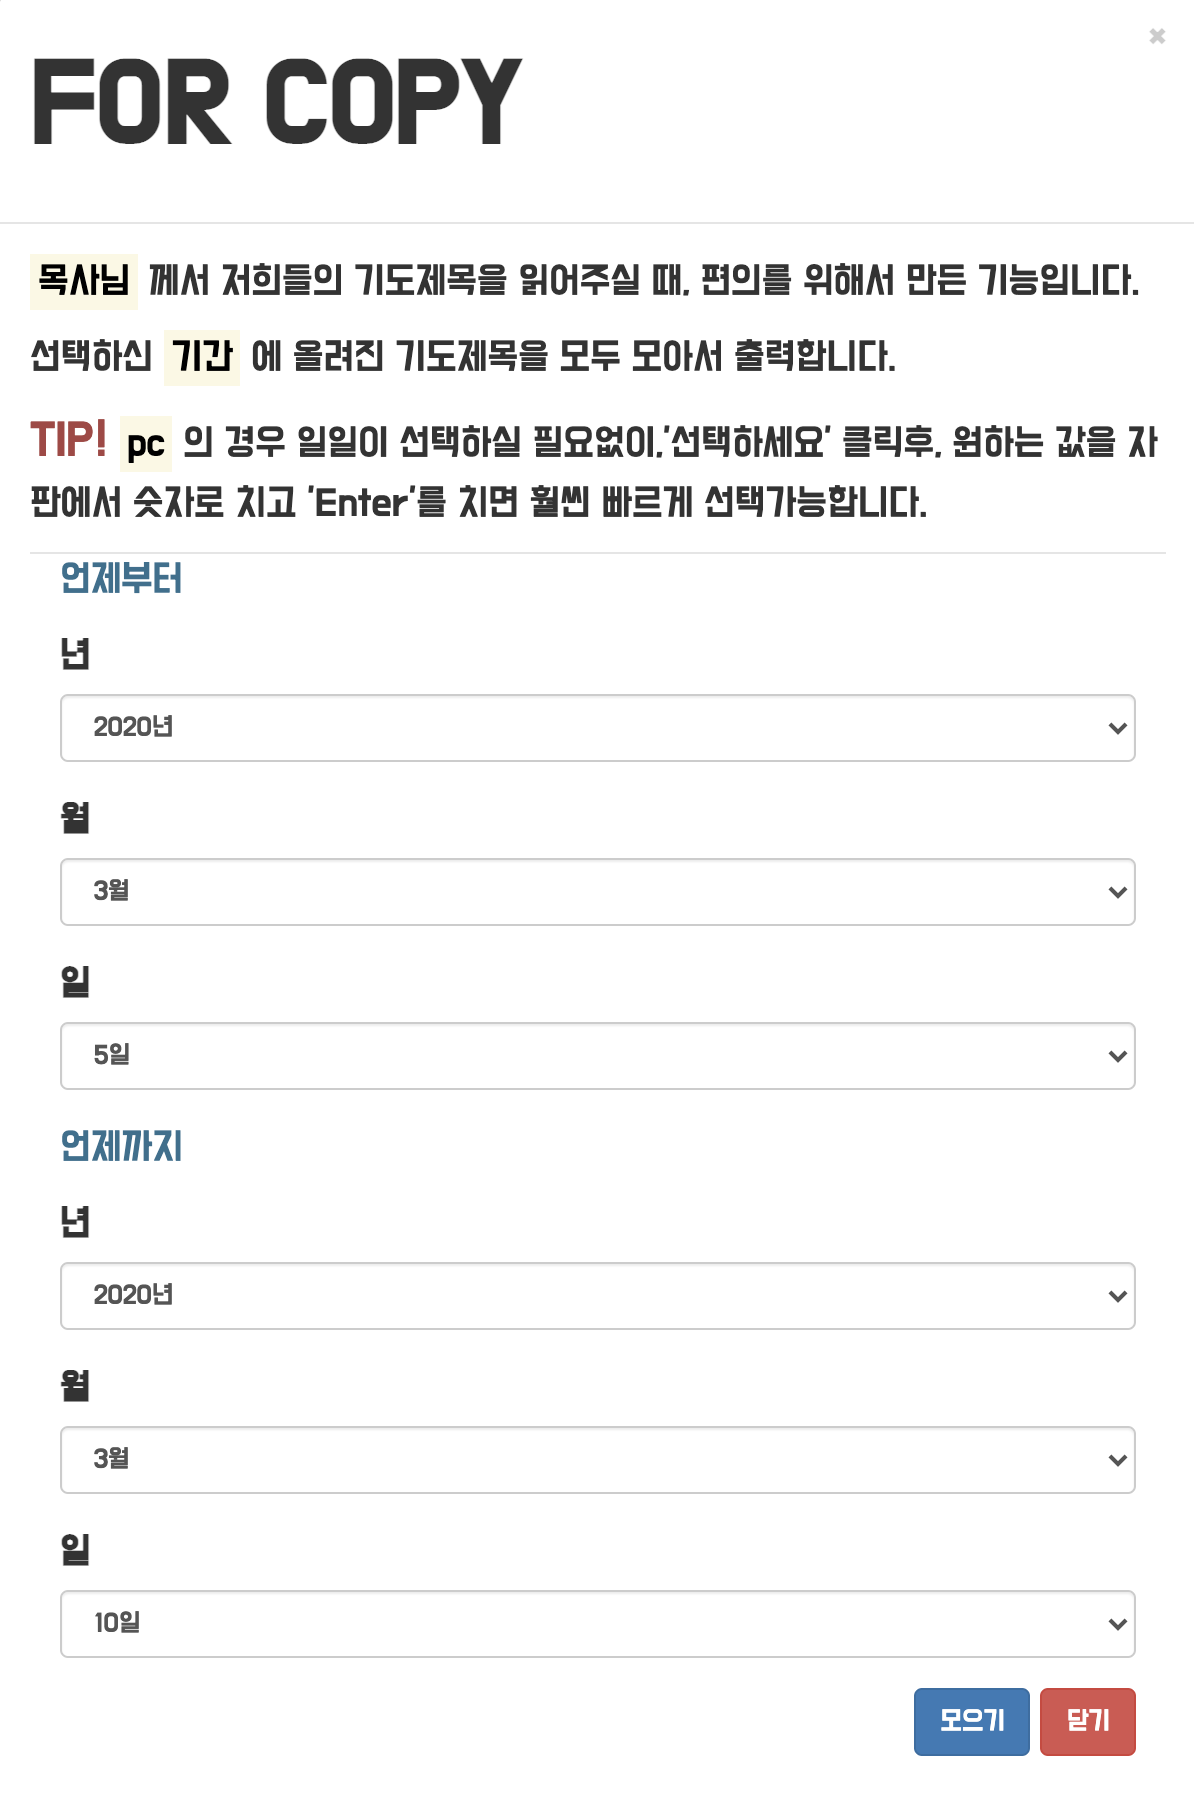 ×
FOR COPY
목사님 께서 저희들의 기도제목을 읽어주실 때, 편의를 위해서 만든 기능입니다.
선택하신 기간 에 올려진 기도제목을 모두 모아서 출력합니다.
TIP! pc 의 경우 일일이 선택하실 필요없이,'선택하세요' 클릭후, 원하는 값을 자
판에서 숫자로 치고 'Enter'를 치면 훨씬 빠르게 선택가능합니다.
언제부터
년
2020년
월
3월
일
5일
언제까지
년
2020년
월
3월
일
10일
모으기 닫기